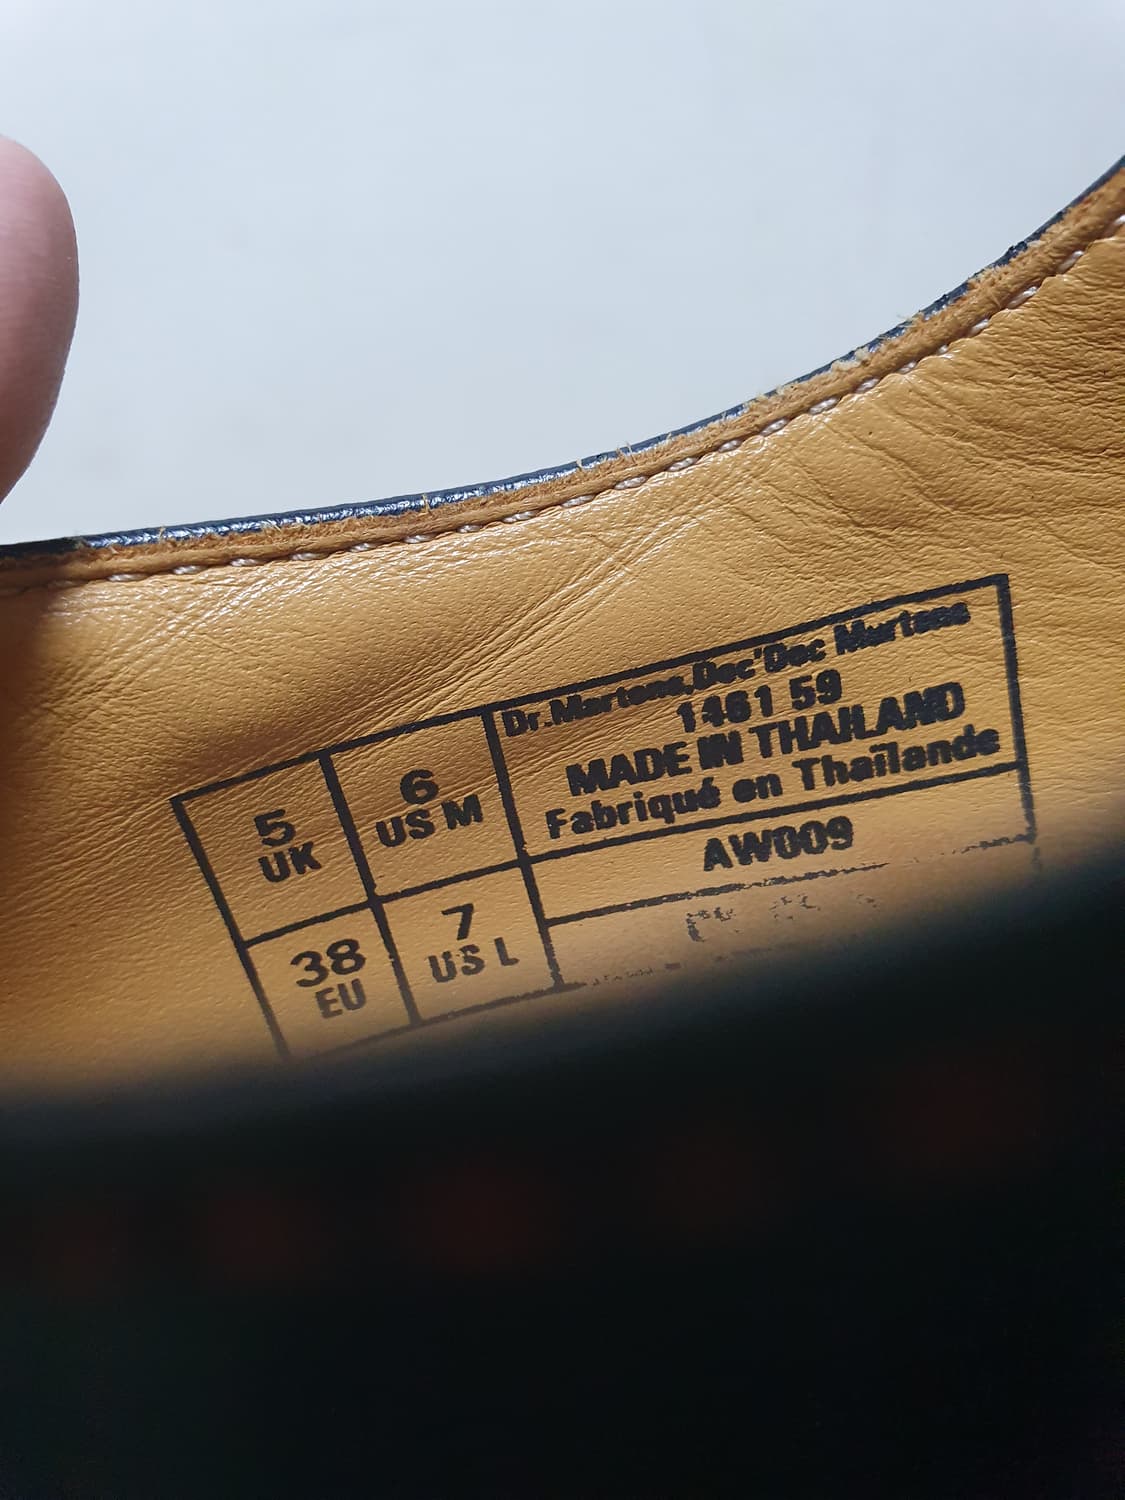 5
UK
6
US M
38
EU
7
US L
Dr.Martens,Doc'Doc Martens
1461 59
MADE IN THAILAND
Fabriqué en Thaïlande
AW009